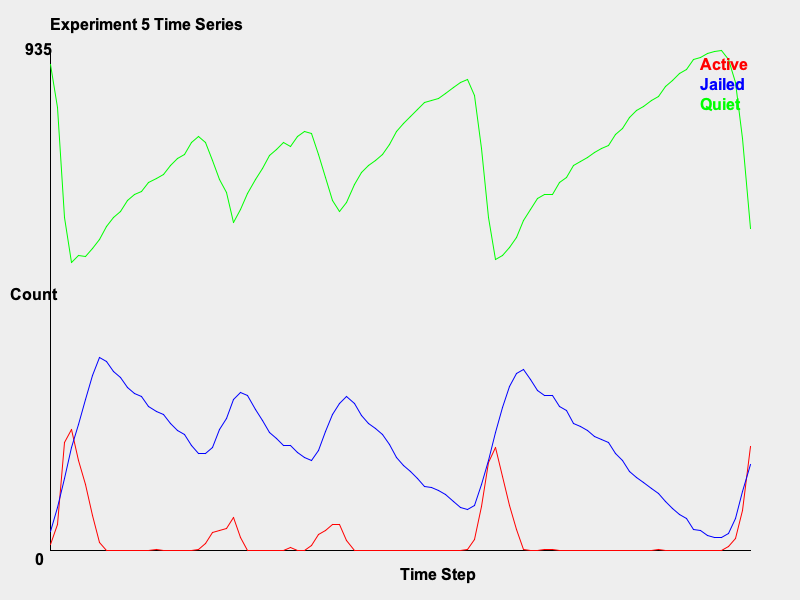 Experiment 5 Time Series
935
Active
Jailed
Quiet
Count
0
Time Step